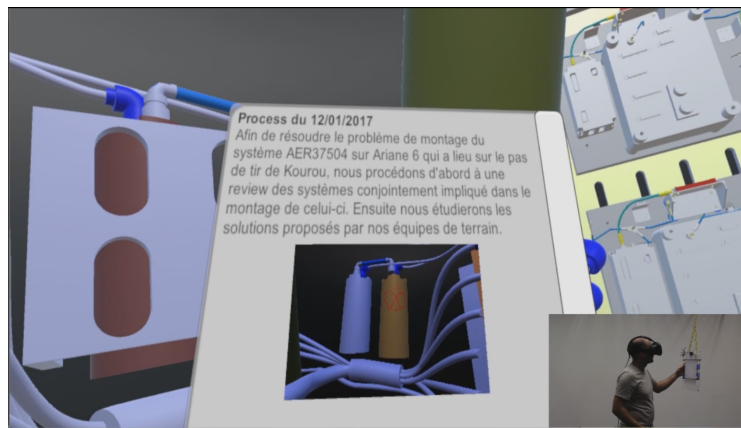 Process du 12/01/2017
Afin de résoudre le problème de montage du
système AER37504 sur Ariane 6 qui a lieu sur le pas
de tir de Kourou, nous procédons d'abord à une
review des systèmes conjointement impliqué dans le
montage de celui-ci. Ensuite nous étudierons les
solutions proposés par nos équipes de terrain.